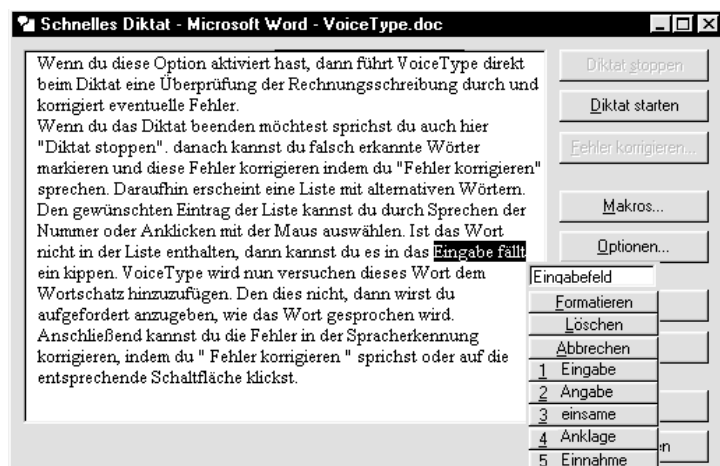 Schnelles Diktat - Microsoft Word - VoiceType.doc
Wenn du diese Option aktiviert hast, dann führt VoiceType direkt
beim Diktat eine Überprüfung der Rechnungsschreibung durch und
korrigiert eventuelle Fehler.
Wenn du das Diktat beenden möchtest sprichst du auch hier
"Diktat stoppen". danach kannst du falsch erkannte Wörter
markieren und diese Fehler korrigieren indem du "Fehler korrigieren"
sprechen. Daraufhin erscheint eine Liste mit alternativen Wörtern.
Den gewünschten Eintrag der Liste kannst du durch Sprechen der
Nummer oder Anklicken mit der Maus auswählen. Ist das Wort
nicht in der Liste enthalten, dann kannst du es in das Eingabe fällt
ein kippen. VoiceType wird nun versuchen dieses Wort dem
Wortschatz hinzuzufügen. Den dies nicht, dann wirst du
aufgefordert anzugeben, wie das Wort gesprochen wird.
Anschließend kannst du die Fehler in der Spracherkennung
korrigieren, indem du " Fehler korrigieren " sprichst oder auf die
entsprechende Schaltfläche klickst.
Diktat stoppen
Diktat starten
Fehler korrigieren...
Makros...
Optionen...
Eingabefeld
Formatieren
Löschen
Abbrechen
1 Eingabe
2 Angabe
3 einsame
4 Anklage
5 Einnahme